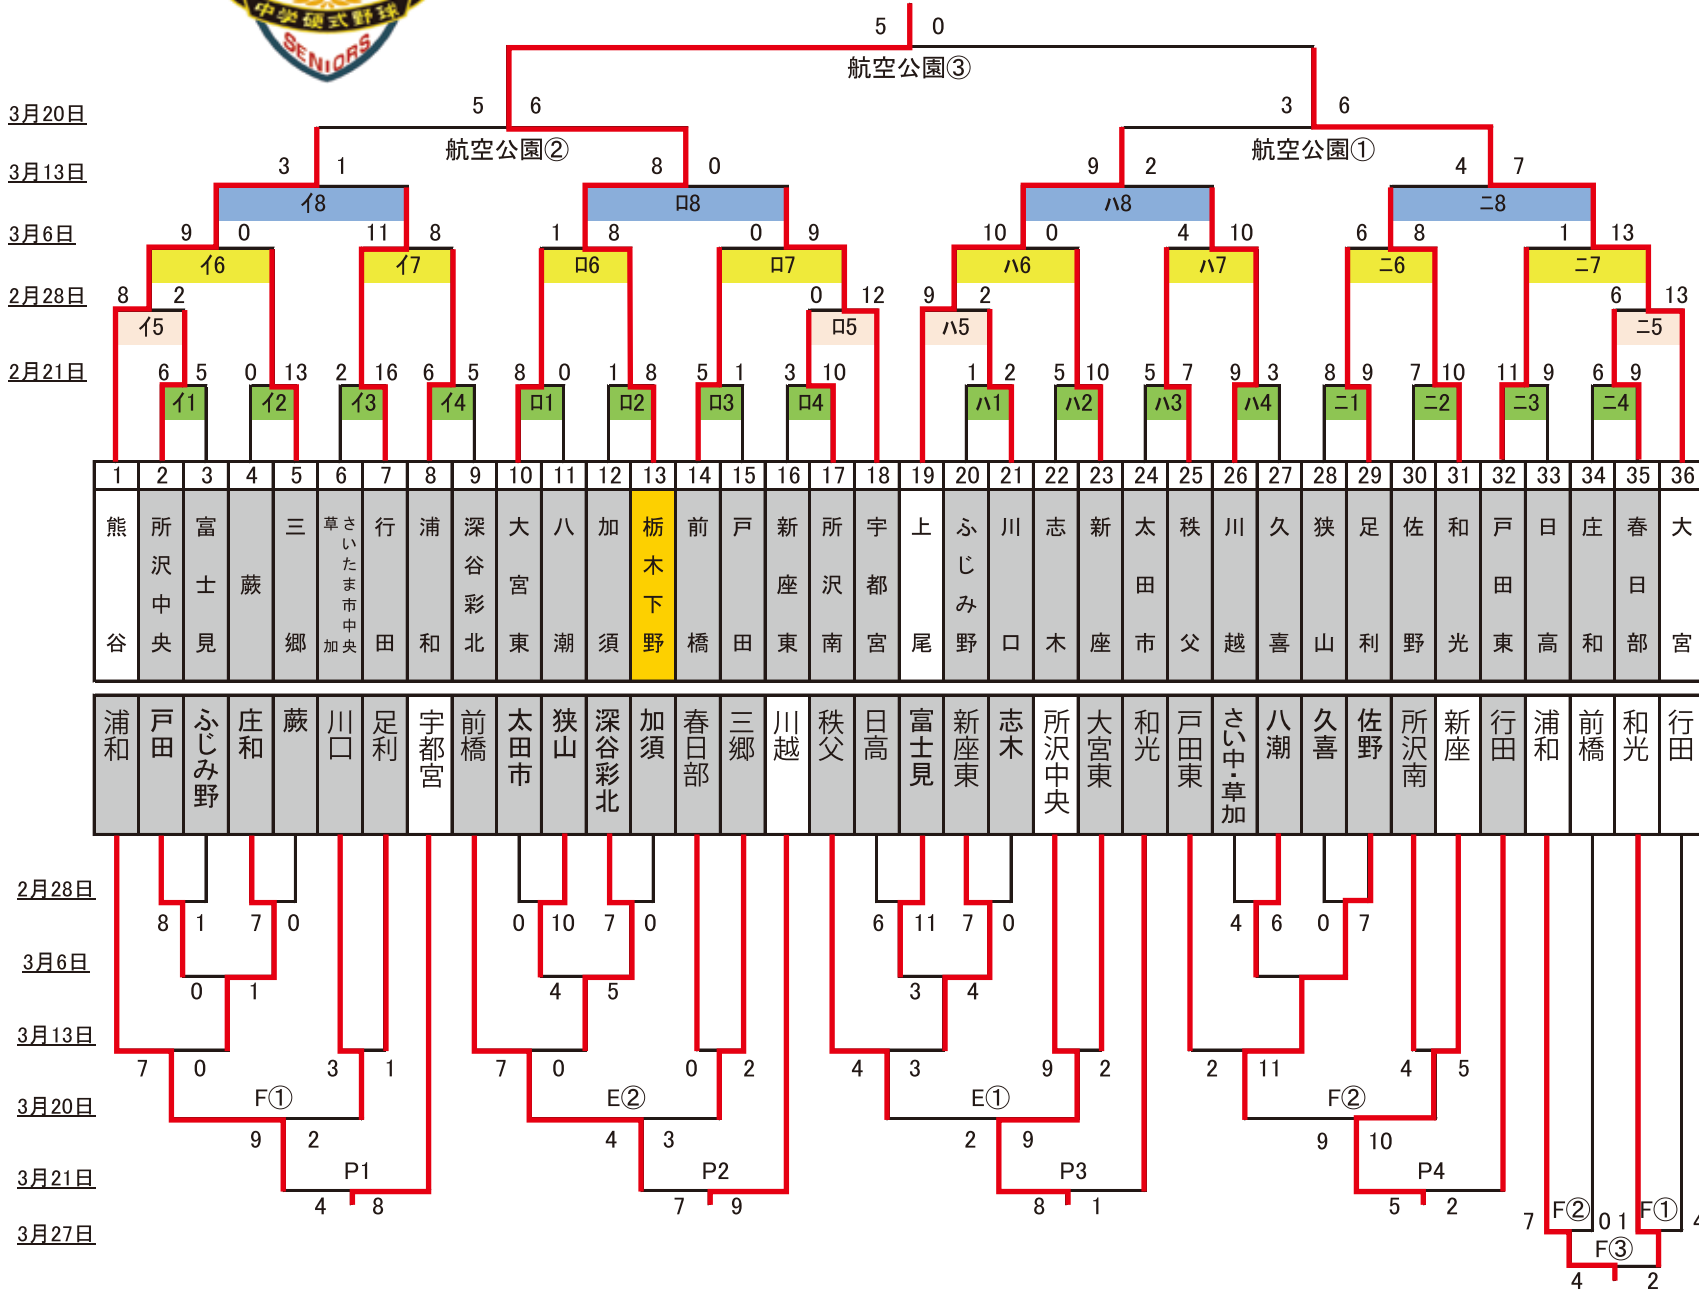 中学硬式野球
SENIORS
5 0
航空公園③
3月20日 5 6 3 6
航空公園② 航空公園①
3月13日 3 1 8 0 9 2 4 7
イ8 ロ8 ハ8 ニ8
3月6日 9 0 11 8 1 8 0 9 10 0 4 10 6 8 1 13
イ6 イ7 ロ6 ロ7 ハ6 ハ7 ニ6 ニ7
2月28日 8 2 0 12 9 2 6 13
イ5 ロ5 ハ5 ニ5
2月21日 6 5 0 13 2 16 6 5 8 0 1 8 5 1 3 10 1 2 5 10 5 7 9 3 8 9 7 10 11 9 6 9
イ1 イ2 イ3 イ4 ロ1 ロ2 ロ3 ロ4 ハ1 ハ2 ハ3 ハ4 ニ1 ニ2 ニ3 ニ4
1 2 3 4 5 6 7 8 9 10 11 12 13 14 15 16 17 18 19 20 21 22 23 24 25 26 27 28 29 30 31 32 33 34 35 36
熊谷
所沢中央
富士見
蕨
三郷
さいたま市中央
草加
行田
浦和
深谷彩北
大宮東
八潮
加須
栃木下野
前橋
戸田
新座東
所沢南
宇都宮
上尾
ふじみ野
川口
志木
新座
太田市
秩父
川越
久喜
狭山
足利
佐野
和光
戸田東
日高
庄和
春日部
大宮
浦和
戸田
ふじみ野
庄和
蕨
川口
足利
宇都宮
前橋
太田市
狭山
深谷彩北
加須
春日部
三郷
川越
秩父
日高
富士見
新座東
志木
所沢中央
大宮東
和光
戸田東
さい中・草加
八潮
久喜
佐野
所沢南
新座
行田
浦和
前橋
和光
行田
2月28日
8 1 7 0 0 10 7 0 6 11 7 0 4 6 0 7
3月6日
0 1 4 5 3 4
3月13日
7 0 3 1 7 0 0 2 4 3 9 2 2 11 4 5
3月20日 F① E② E① F②
9 2 4 3 2 9 9 10
3月21日 P1 P2 P3 P4
4 8 7 9 8 1 5 2
3月27日 7 F② 0 1 F① 4
F③
4 2